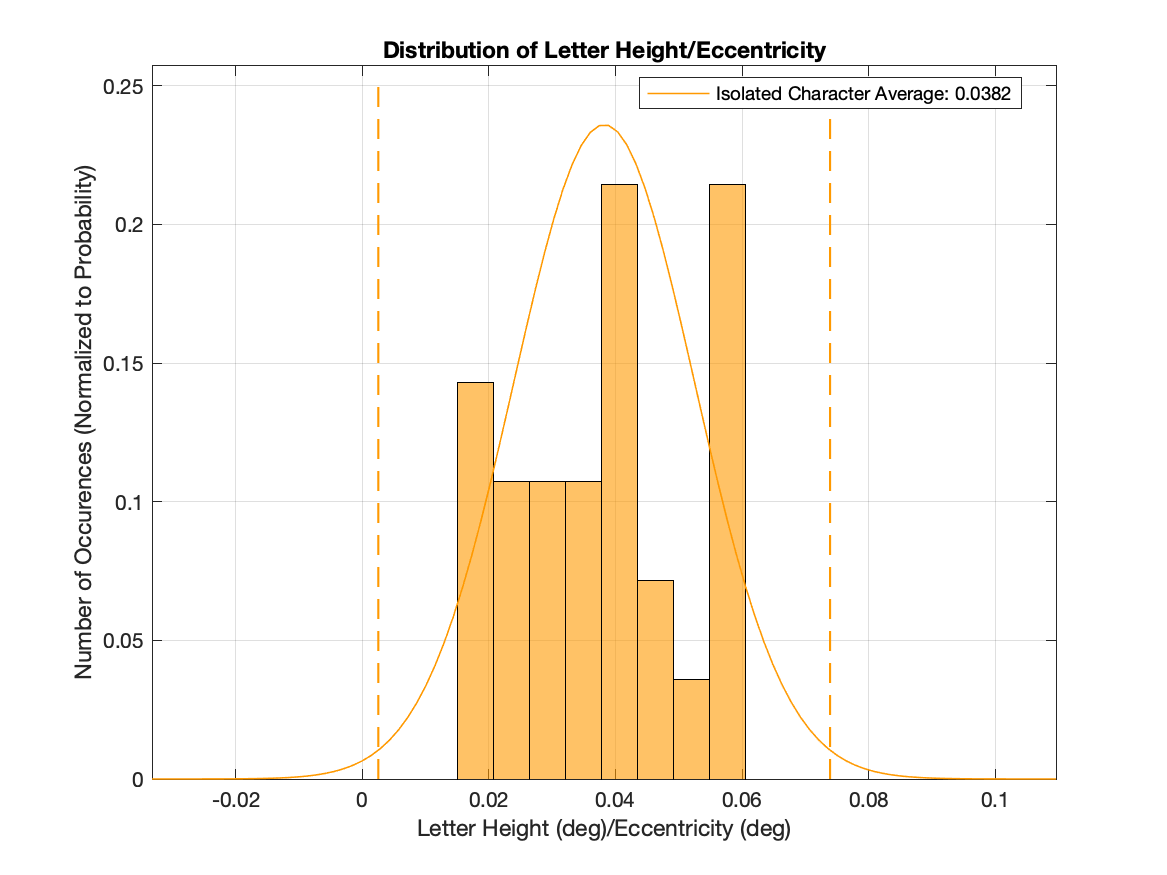 Distribution of Letter Height/Eccentricity
Isolated Character Average: 0.0382
Number of Occurences (Normalized to Probability)
0.25
0.2
0.15
0.1
0.05
0
-0.02 0 0.02 0.04 0.06 0.08 0.1
Letter Height (deg)/Eccentricity (deg)